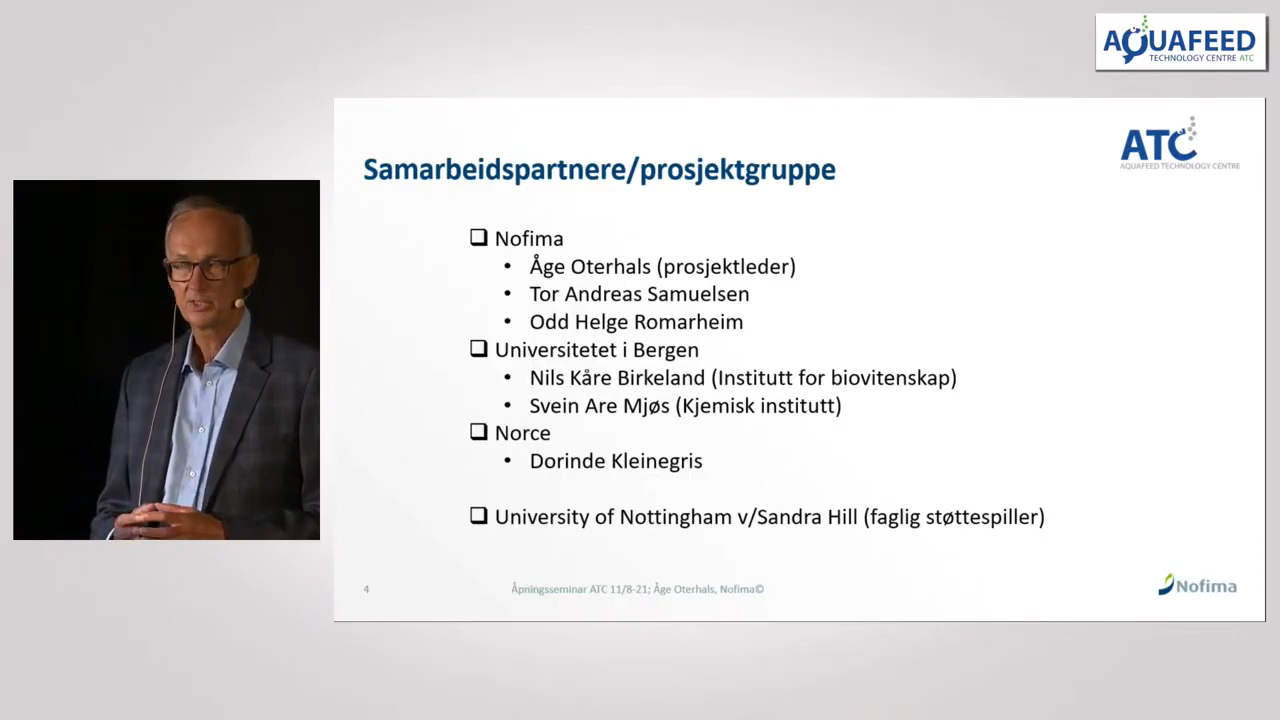 AQUAFEED
TECHNOLOGY CENTRE ATC
ATC
AQUAFEED TECHNOLOGY CENTRE
Samarbeidspartnere/prosjektgruppe
❑ Nofima
• Åge Oterhals (prosjektleder)
• Tor Andreas Samuelsen
• Odd Helge Romarheim
❑ Universitetet i Bergen
• Nils Kåre Birkeland (Institutt for biovitenskap)
• Svein Are Mjøs (Kjemisk institutt)
❑ Norce
• Dorinde Kleinegris
❑ University of Nottingham v/Sandra Hill (faglig støttespiller)
4
Åpningsseminar ATC 11/8-21; Åge Oterhals, Nofima©
Nofima